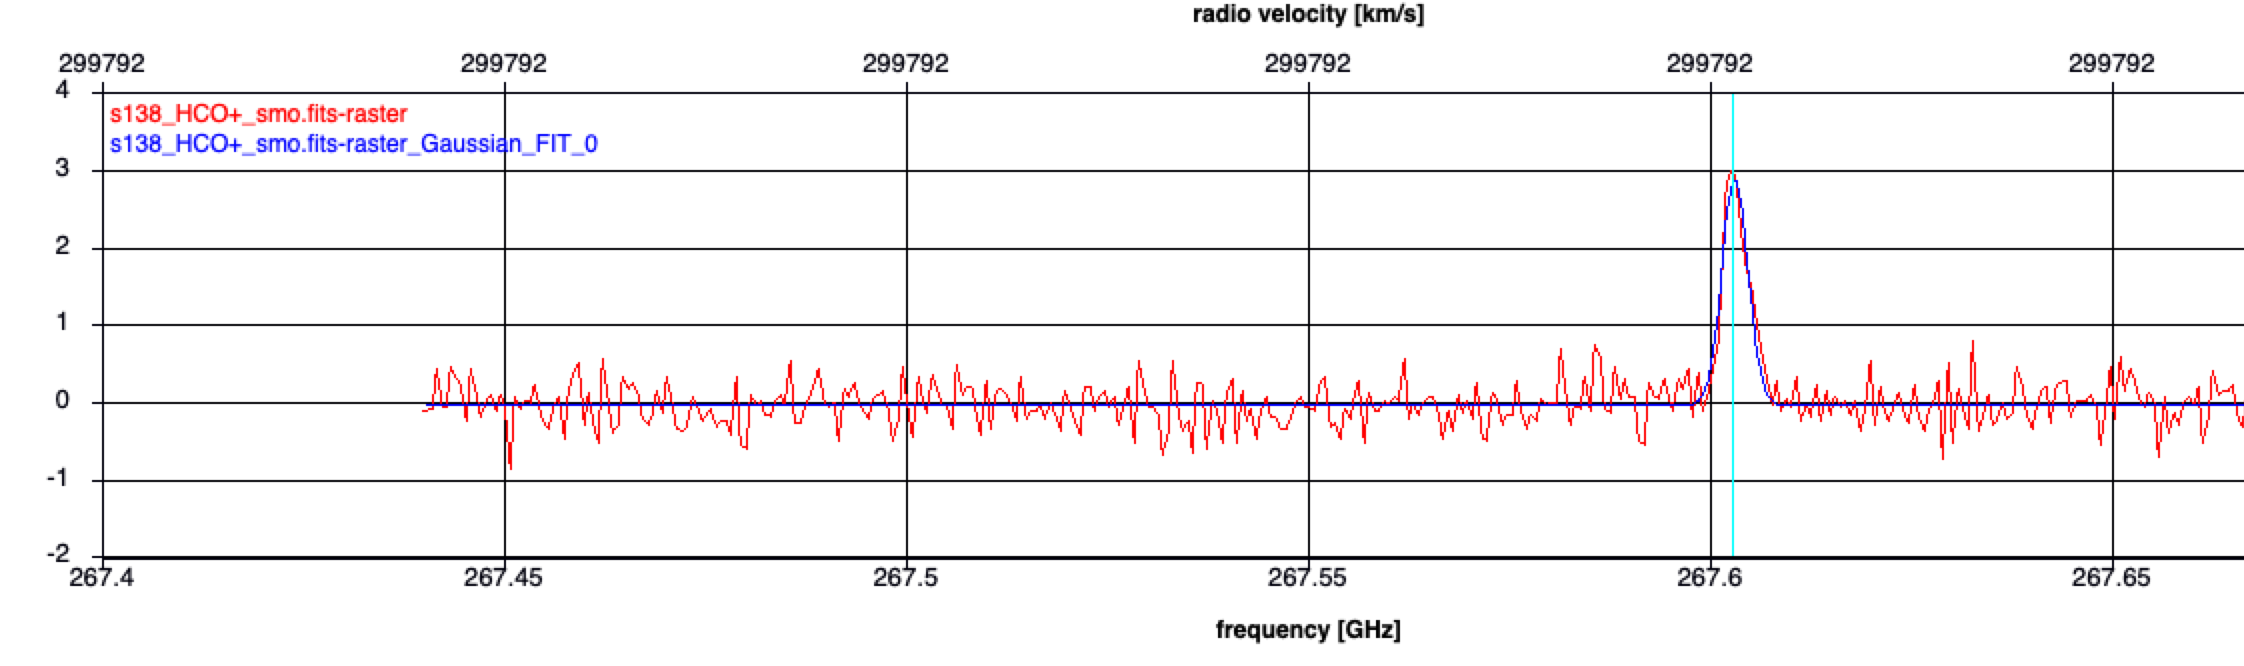 radio velocity [km/s]
299792 299792 299792 299792 299792 299792
4
s138_HCO+_smo.fits-raster
s138_HCO+_smo.fits-raster_Gaussian_FIT_0
3
2
1
0
-1
-2
267.4 267.45 267.5 267.55 267.6 267.65
frequency [GHz]